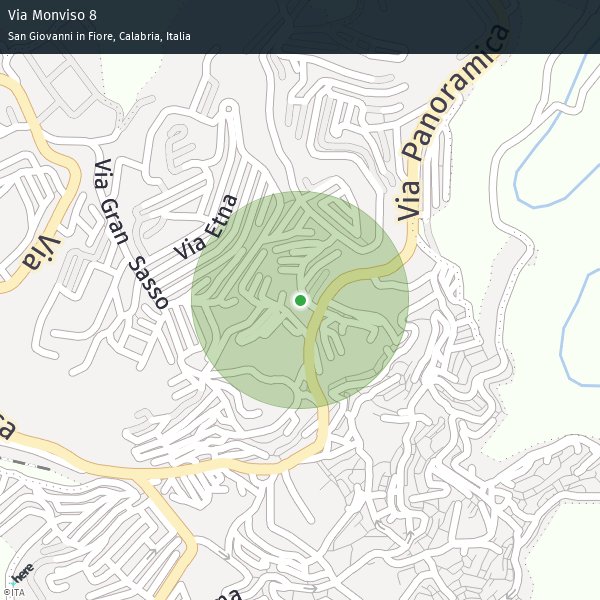 Via Monviso 8
San Giovanni in Fiore, Calabria, Italia
Via Panoramica
Via Etna
Via Gran Sasso
Via
here
©ITA